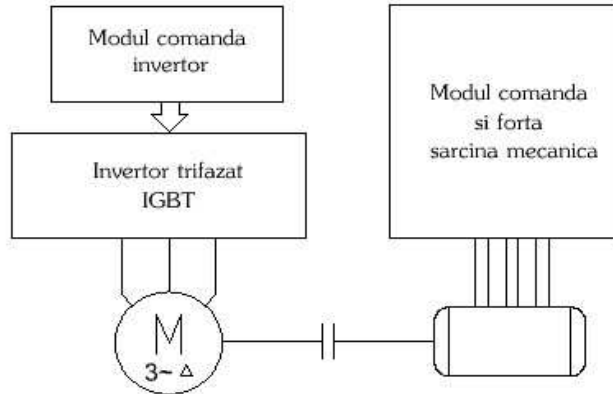 Modul comanda
invertor
Invertor trifazat
IGBT
Modul comanda
si forta
sarcina mecanica
M
3~ Δ